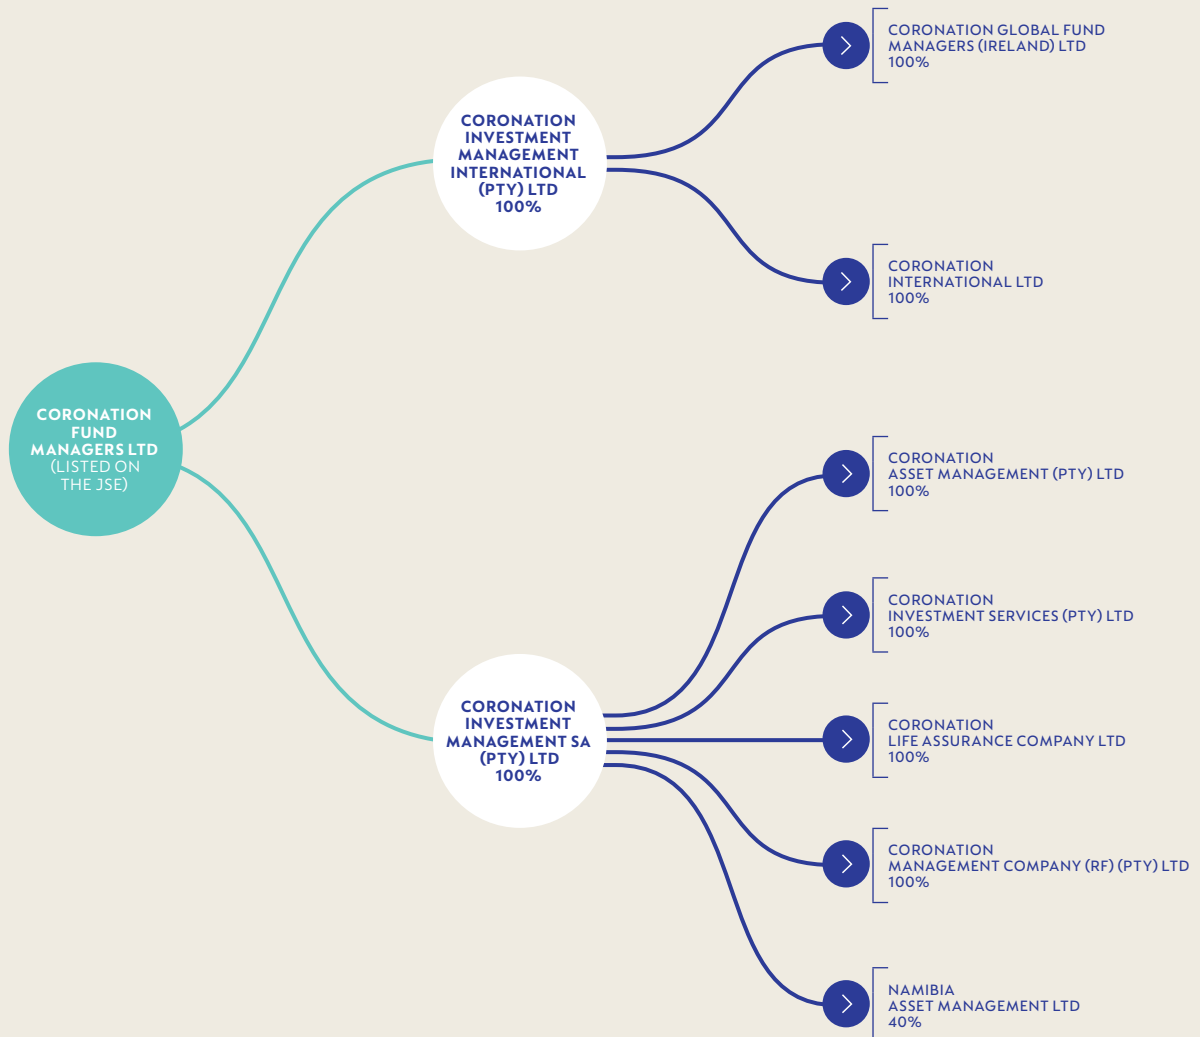 CORONATION
FUND
MANAGERS LTD
(LISTED ON
THE JSE)
CORONATION
INVESTMENT
MANAGEMENT
INTERNATIONAL
(PTY) LTD
100%
CORONATION GLOBAL FUND
MANAGERS (IRELAND) LTD
100%
CORONATION
INTERNATIONAL LTD
100%
CORONATION
INVESTMENT
MANAGEMENT SA
(PTY) LTD
100%
CORONATION
ASSET MANAGEMENT (PTY) LTD
100%
CORONATION
INVESTMENT SERVICES (PTY) LTD
100%
CORONATION
LIFE ASSURANCE COMPANY LTD
100%
CORONATION
MANAGEMENT COMPANY (RF) (PTY) LTD
100%
NAMIBIA
ASSET MANAGEMENT LTD
40%